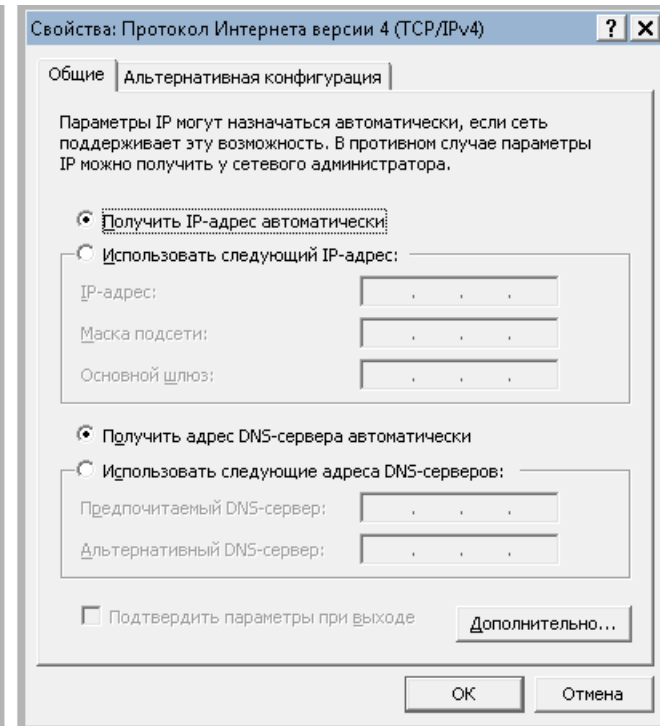 Свойства: Протокол Интернета версии 4 (TCP/IPv4)
Общие
Альтернативная конфигурация
Параметры IP могут назначаться автоматически, если сеть
поддерживает эту возможность. В противном случае параметры
IP можно получить у сетевого администратора.
Получить IP-адрес автоматически
Использовать следующий IP-адрес:
IP-адрес:
Маска подсети:
Основной шлюз:
Получить адрес DNS-сервера автоматически
Использовать следующие адреса DNS-серверов:
Предпочитаемый DNS-сервер:
Альтернативный DNS-сервер:
Подтвердить параметры при выходе
Дополнительно...
ОК
Отмена